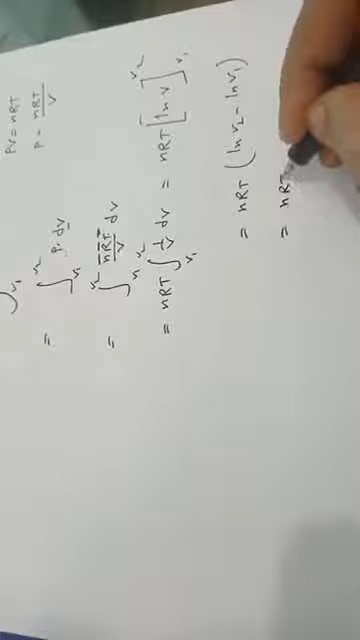 PV = nRT
P = nRT/V
∫V₁
= ∫V₁^V₂ P. dV
= ∫V₁^V₂ nRT/V dV
= nRT ∫V₁^V₂ 1/V dV = nRT [ln V]V₁^V₂
= nRT (ln V₂ - ln V₁)
= nRT